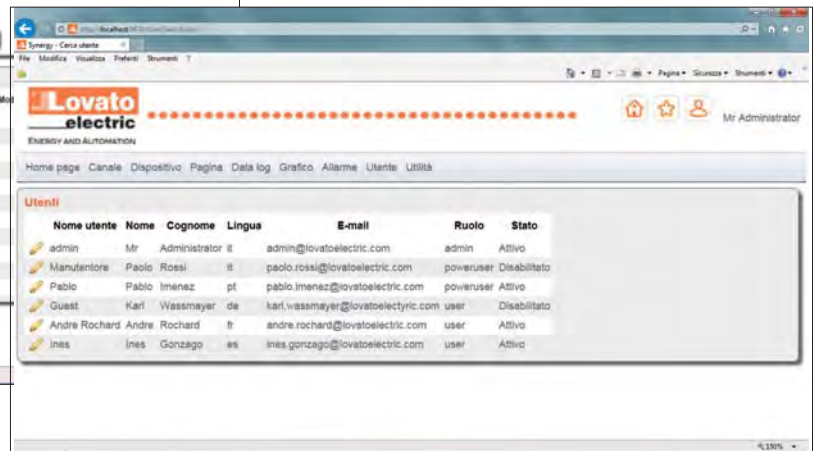 localhost
Synergy - Cerca utente
File Modifica Visualizza Preferiti Strumenti ?
Pagina Sicurezza Strumenti
Mod
Lovato
electric
ENERGY AND AUTOMATION
Mr Administrator
Home page Canale Dispositivo Pagina Data log Grafico Allarme Utente Utilità
Utenti
Nome utente Nome Cognome Lingua E-mail Ruolo Stato
admin Mr Administrator it admin@lovatoelectric.com admin Attivo
Manutentore Paolo Rossi it paolo.rossi@lovatoelectric.com poweruser Disabilitato
Pablo Pablo Imenez pt pablo.imenez@lovatoelectric.com poweruser Attivo
Guest Karl Wassmayer de karl.wassmayer@lovatoelectyric.com user Disabilitato
Andre Rochard Andre Rochard fr andre.rochard@lovatoelectric.com user Attivo
Ines Ines Gonzago es ines.gonzago@lovatoelectric.com user Attivo
130%